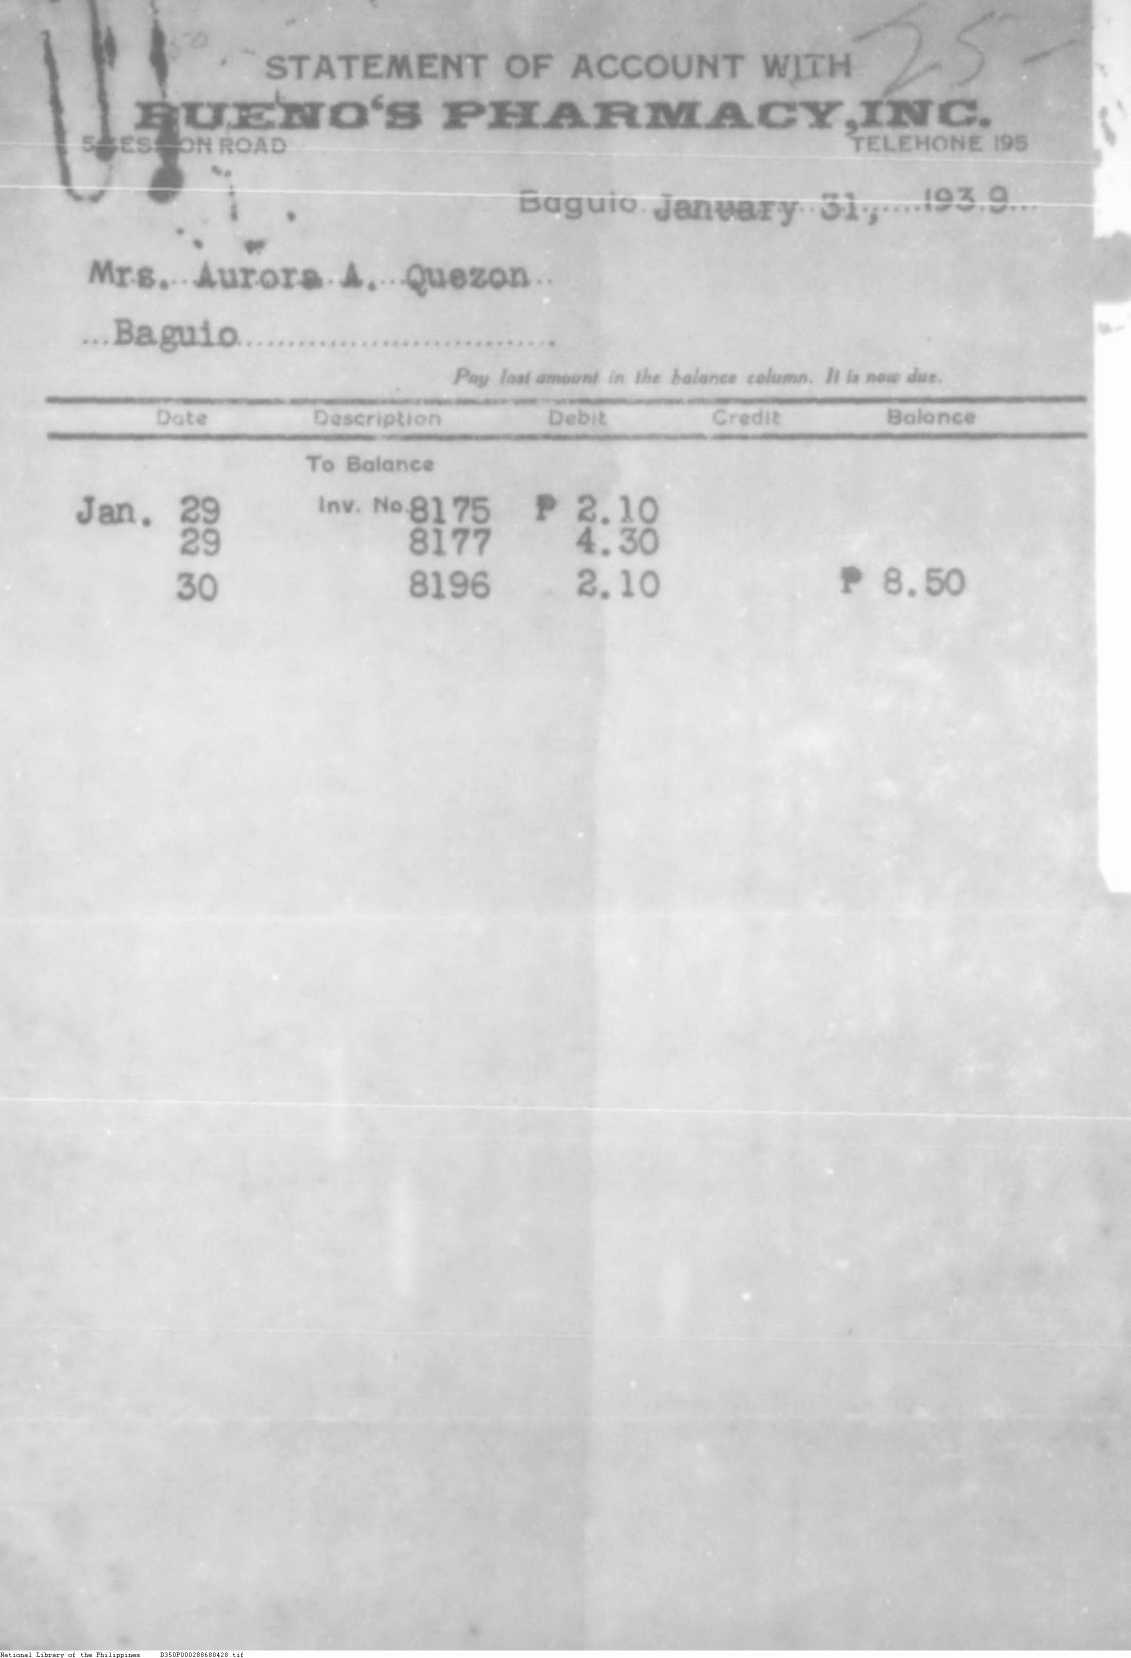 25-
STATEMENT OF ACCOUNT WITH
BUENO'S PHARMACY, INC.
ROAD TELEHONE 195
Baguio January 31, 1939
Mrs. Aurora A. Quezon
Baguio
Pay last amount in the balance column. It is now due.
Date Description Debit Credit Balance
To Balance
Jan. 29 Inv. No. 8175 ₱ 2.10
29 8177 4.30
30 8196 2.10 ₱ 8.50
National Library of the Philippines D350P000288680428.tif